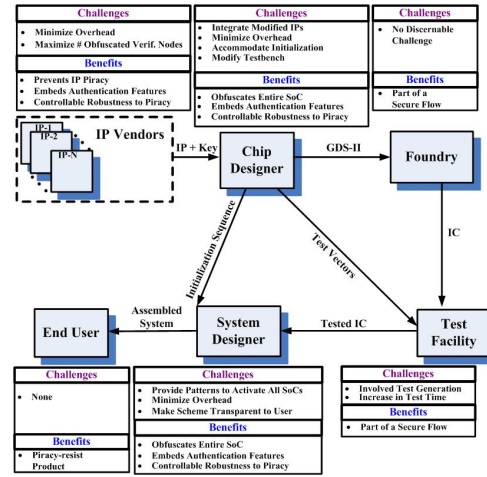 Challenges
• Minimize Overhead
• Maximize # Obfuscated Verif. Nodes
Benefits
• Prevents IP Piracy
• Embeds Authentication Features
• Controllable Robustness to Piracy
Challenges
• Integrate Modified IPs
• Minimize Overhead
• Accommodate Initialization
• Modify Testbench
Benefits
• Obfuscates Entire SoC
• Embeds Authentication Features
• Controllable Robustness to Piracy
Challenges
• No Discernable
Challenge
Benefits
• Part of a
Secure Flow
IP-1
IP-2
IP-N
IP Vendors
IP + Key
Chip
Designer
GDS-II
Foundry
Initialization Sequence
Test Vectors
IC
End User
Assembled
System
System
Designer
Tested IC
Test
Facility
Challenges
• None
Benefits
• Piracy-resist
Product
Challenges
• Provide Patterns to Activate All SoCs
• Minimize Overhead
• Make Scheme Transparent to User
Benefits
• Obfuscates Entire SoC
• Embeds Authentication Features
• Controllable Robustness to Piracy
Challenges
• Involved Test Generation
• Increase in Test Time
Benefits
• Part of a Secure Flow